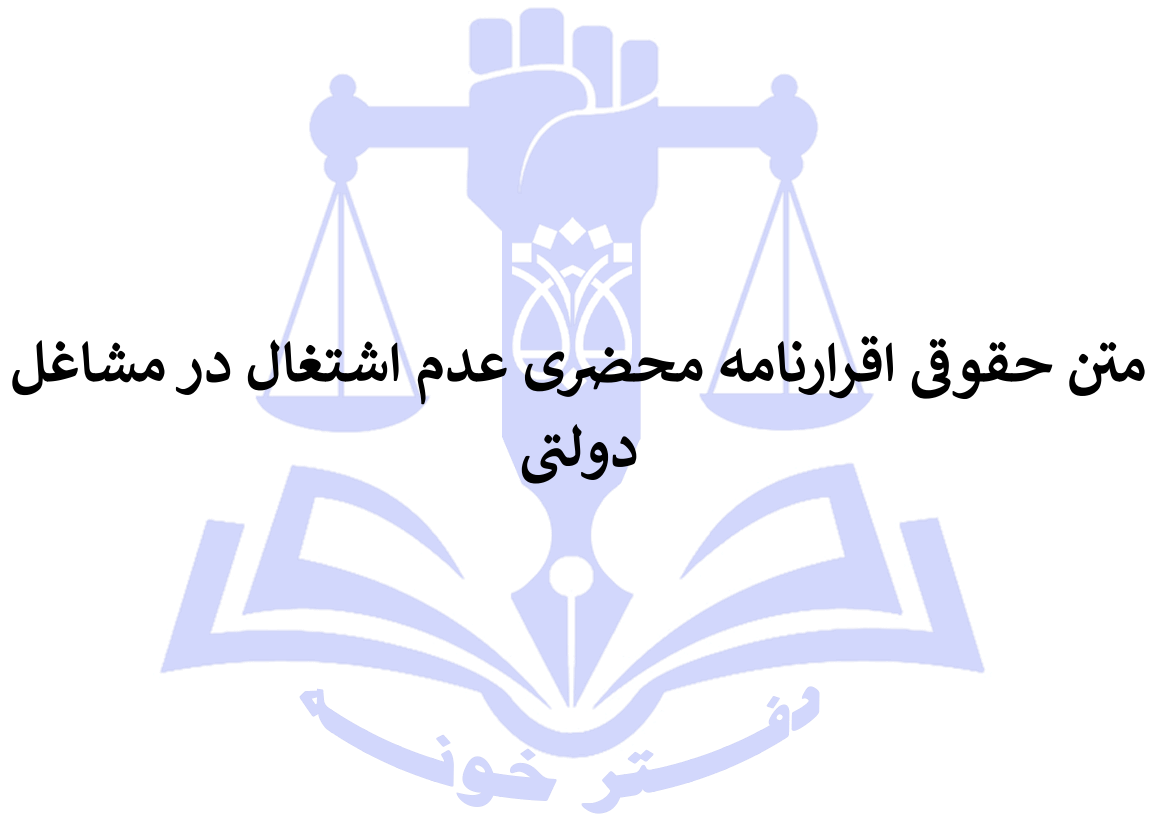 متن حقوقی اقرارنامه محضری عدم اشتغال در مشاغل
دولتی
دفتر خونه